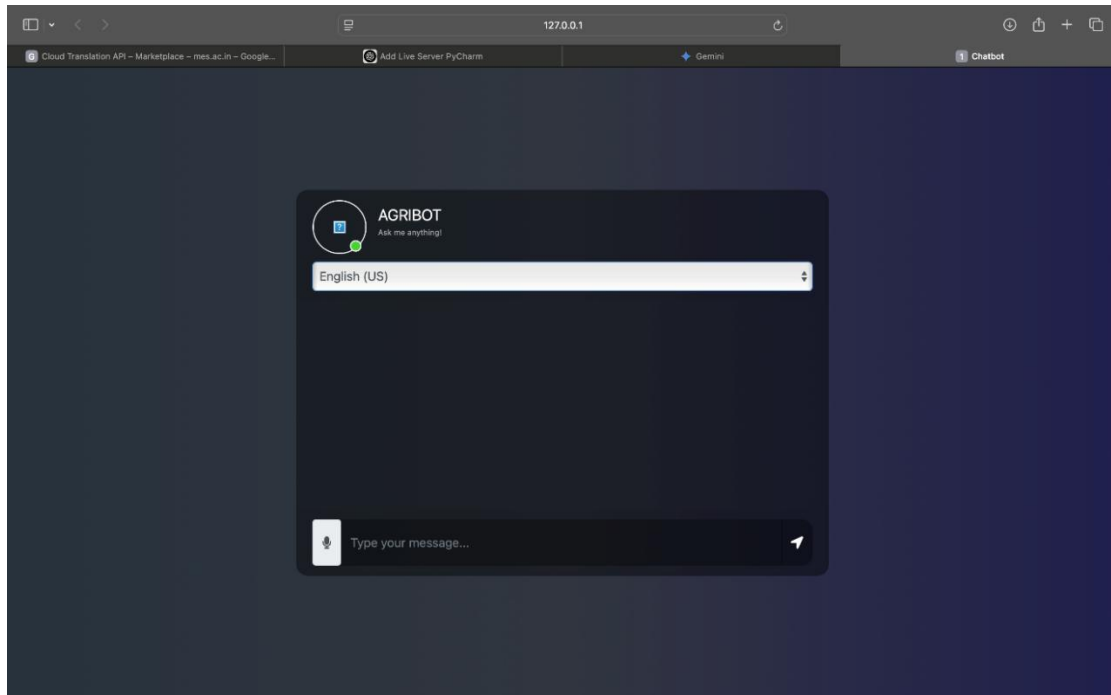 127.0.0.1
Cloud Translation API – Marketplace – mes.ac.in – Google...
Add Live Server PyCharm
Gemini
1 Chatbot
AGRIBOT
Ask me anything!
English (US)
Type your message...